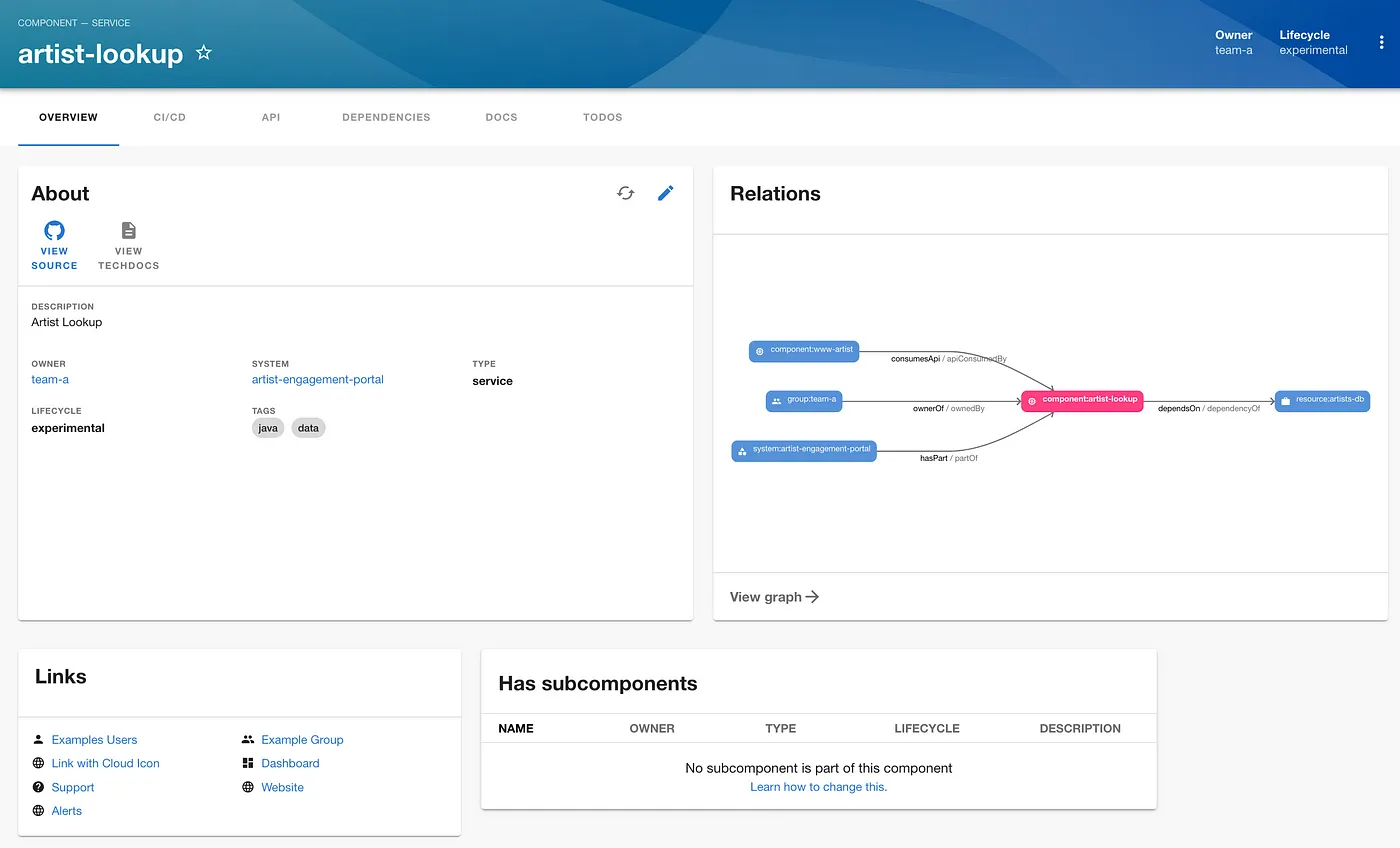 COMPONENT — SERVICE
artist-lookup
Owner
team-a
Lifecycle
experimental
OVERVIEW
CI/CD
API
DEPENDENCIES
DOCS
TODOS
About
VIEW
SOURCE
VIEW
TECHDOCS
DESCRIPTION
Artist Lookup
OWNER
team-a
SYSTEM
artist-engagement-portal
TYPE
service
LIFECYCLE
experimental
TAGS
java
data
Relations
component:www-artist
consumesApi / apiConsumedBy
group:team-a
ownerOf / ownedBy
component:artist-lookup
dependsOn / dependencyOf
resource:artists-db
system:artist-engagement-portal
hasPart / partOf
View graph
Links
Examples Users
Example Group
Link with Cloud Icon
Dashboard
Support
Website
Alerts
Has subcomponents
NAME
OWNER
TYPE
LIFECYCLE
DESCRIPTION
No subcomponent is part of this component
Learn how to change this.